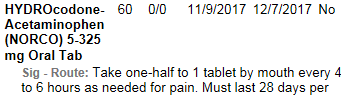 HYDROcodone- 60 0/0 11/9/2017 12/7/2017 No
Acetaminophen
(NORCO) 5-325
mg Oral Tab
Sig - Route: Take one-half to 1 tablet by mouth every 4
to 6 hours as needed for pain. Must last 28 days per